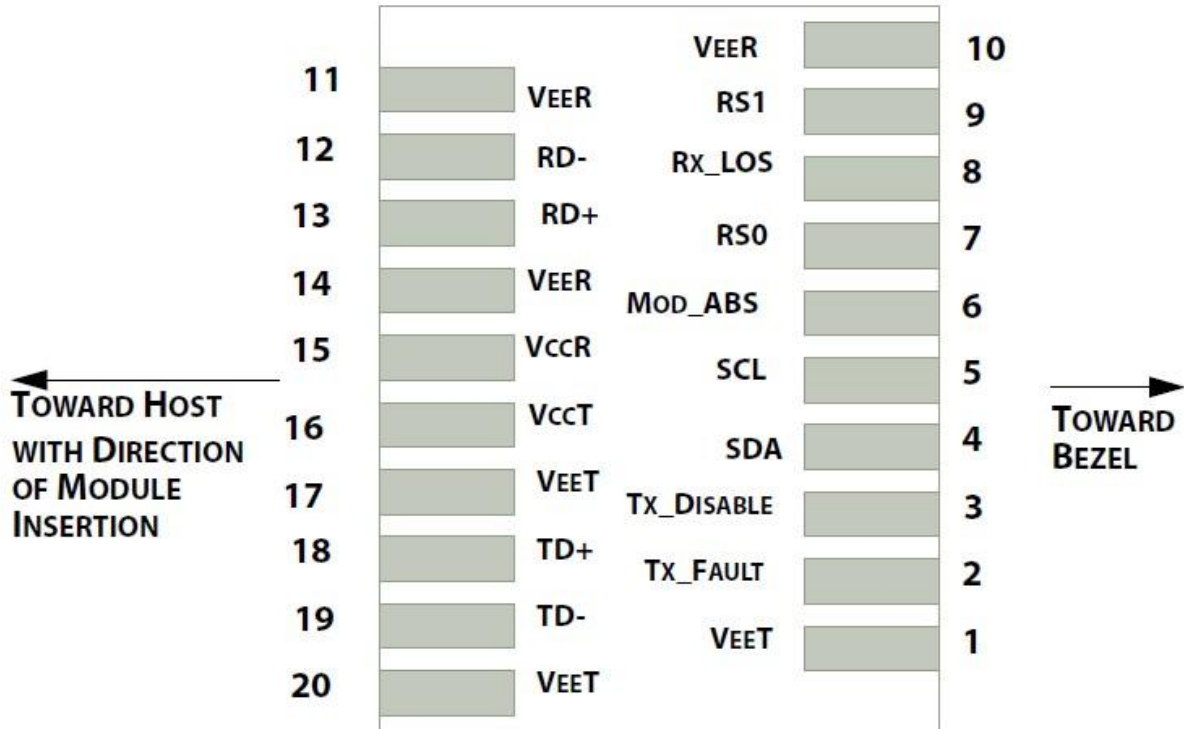 VEER 10
11 VEER
RS1 9
12 RD-
RX_LOS 8
13 RD+
RS0 7
14 VEER
MOD_ABS 6
15 VCCR
SCL 5
16 VCCT
SDA 4
17 VEET
TX_DISABLE 3
18 TD+
TX_FAULT 2
19 TD-
VEET 1
20 VEET
TOWARD HOST
WITH DIRECTION
OF MODULE
INSERTION
TOWARD
BEZEL